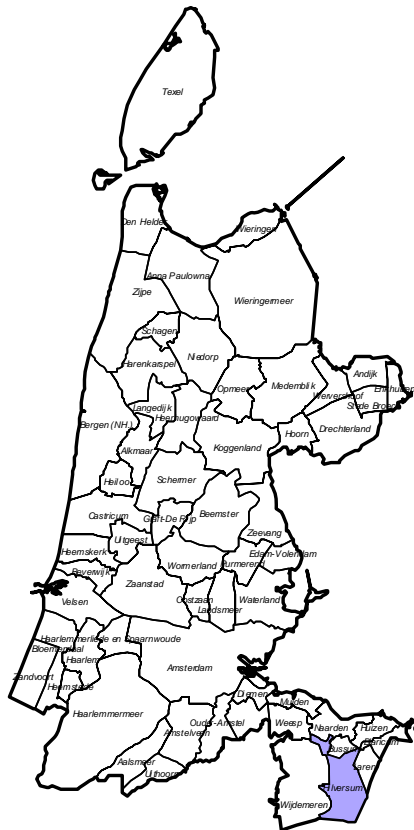 Texel
Den Helder
Wieringen
Anna Paulowna
Zijpe
Wieringermeer
Schagen
Niedorp
Harenkarspel
Opmeer
Medemblik
Andijk
Wervershoof
Enkhuizen
Stede Broec
Langedijk
Heerhugowaard
Bergen (NH.)
Hoorn
Drechterland
Koggenland
Alkmaar
Heiloo
Schermer
Castricum
Graft-De Rijp
Beemster
Uitgeest
Zeevang
Heemskerk
Edam-Volendam
Wormerland
Purmerend
Beverwijk
Zaanstad
Velsen
Oostzaan
Landsmeer
Waterland
Haarlemmerliede en Spaarnwoude
Bloemendaal
Haarlem
Amsterdam
Zandvoort
Heemstede
Diemen
Muiden
Haarlemmermeer
Ouder-Amstel
Weesp
Naarden
Huizen
Amstelveen
Bussum
Blaricum
Aalsmeer
Laren
Uithoorn
Hilversum
Wijdemeren